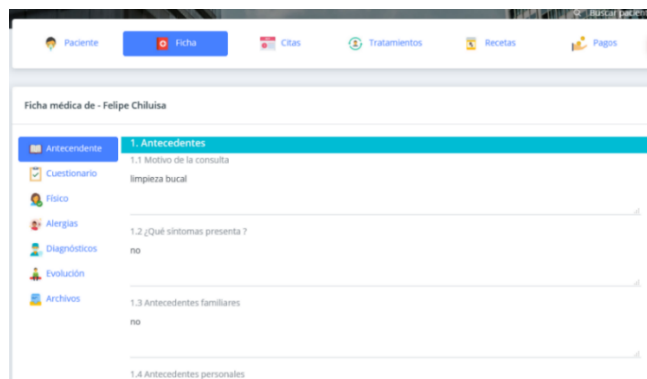 Buscar paciente
Paciente
Ficha
Citas
Tratamientos
Recetas
Pagos
Ficha médica de - Felipe Chiluisa
Antecendente
Cuestionario
Físico
Alergias
Diagnósticos
Evolución
Archivos
1. Antecedentes
1.1 Motivo de la consulta
limpieza bucal
1.2 ¿Qué síntomas presenta ?
no
1.3 Antecedentes familiares
no
1.4 Antecedentes personales